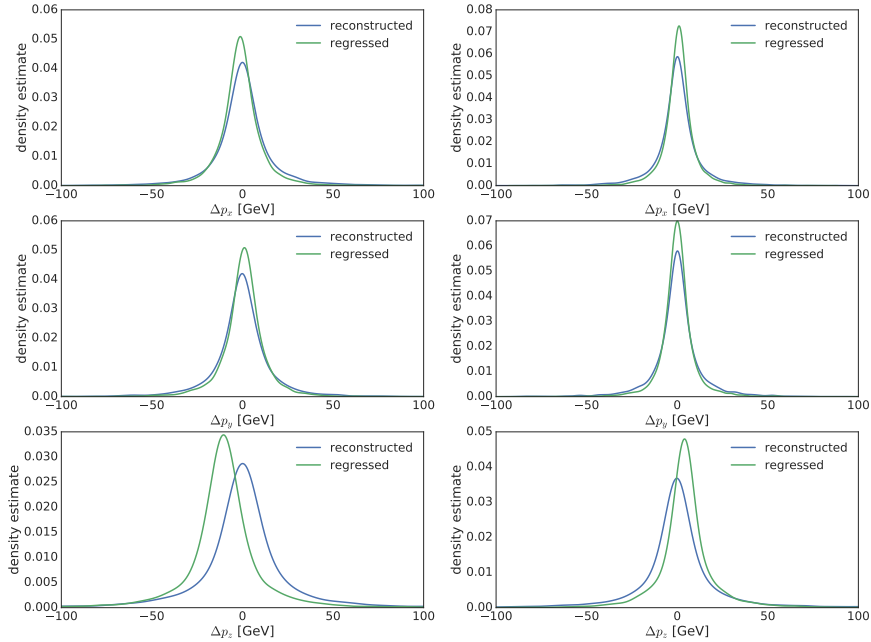 0.06
0.05
0.04
0.03
0.02
0.01
0.00
density estimate
reconstructed
regressed
−100 −50 0 50 100
Δpₓ [GeV]
0.08
0.07
0.06
0.05
0.04
0.03
0.02
0.01
0.00
density estimate
reconstructed
regressed
−100 −50 0 50 100
Δpₓ [GeV]
0.06
0.05
0.04
0.03
0.02
0.01
0.00
density estimate
reconstructed
regressed
−100 −50 0 50 100
Δp_y [GeV]
0.07
0.06
0.05
0.04
0.03
0.02
0.01
0.00
density estimate
reconstructed
regressed
−100 −50 0 50 100
Δp_y [GeV]
0.035
0.030
0.025
0.020
0.015
0.010
0.005
0.000
density estimate
reconstructed
regressed
−100 −50 0 50 100
Δp_z [GeV]
0.05
0.04
0.03
0.02
0.01
0.00
density estimate
reconstructed
regressed
−100 −50 0 50 100
Δp_z [GeV]